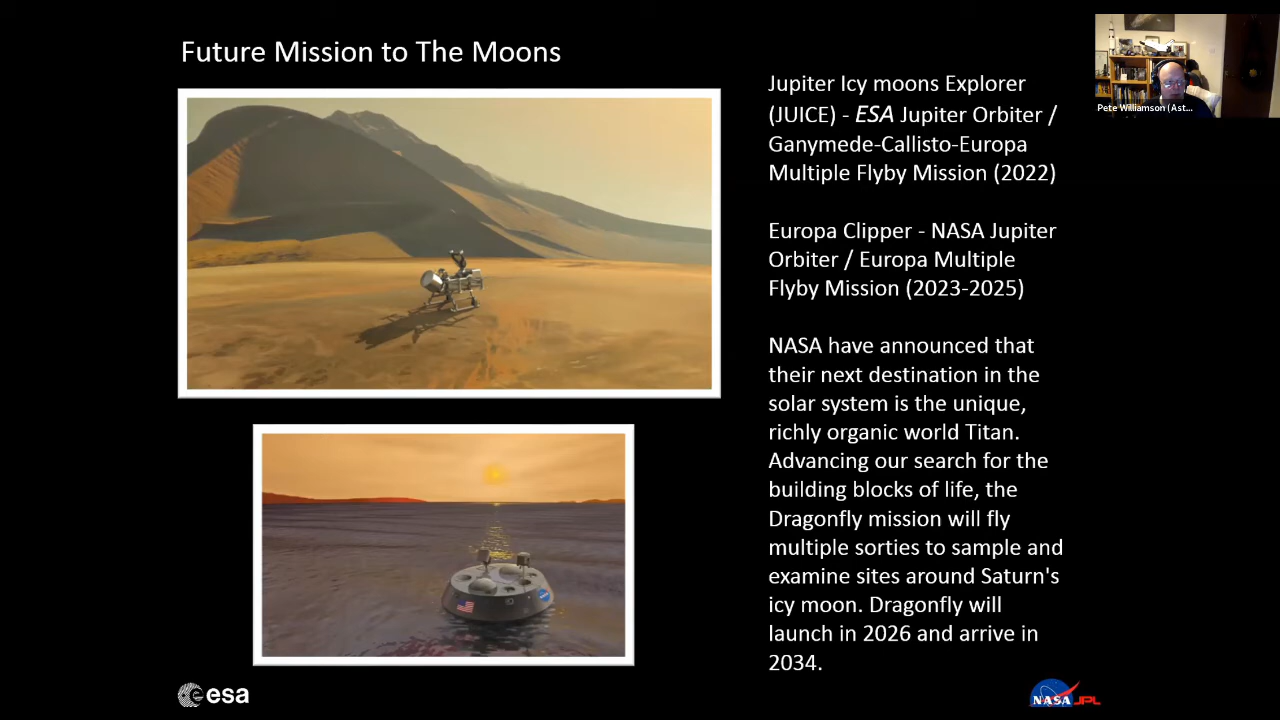 Future Mission to The Moons
Jupiter Icy moons Explorer
(JUICE) - ESA Jupiter Orbiter /
Ganymede-Callisto-Europa
Multiple Flyby Mission (2022)
Europa Clipper - NASA Jupiter
Orbiter / Europa Multiple
Flyby Mission (2023-2025)
NASA have announced that
their next destination in the
solar system is the unique,
richly organic world Titan.
Advancing our search for the
building blocks of life, the
Dragonfly mission will fly
multiple sorties to sample and
examine sites around Saturn's
icy moon. Dragonfly will
launch in 2026 and arrive in
2034.
Pete Williamson (Ast...
esa
NASA JPL